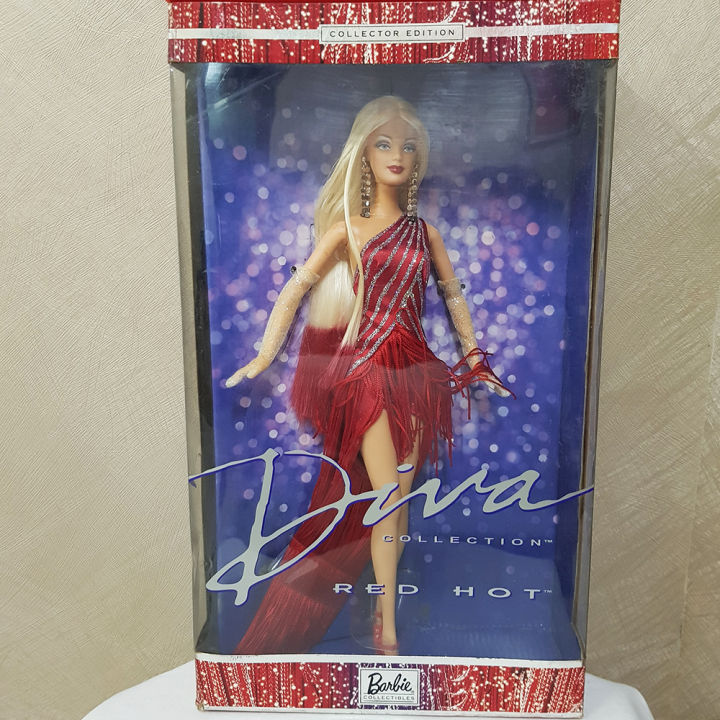 COLLECTOR EDITION
Diva
COLLECTION™
RED HOT™
Barbie
COLLECTIBLES